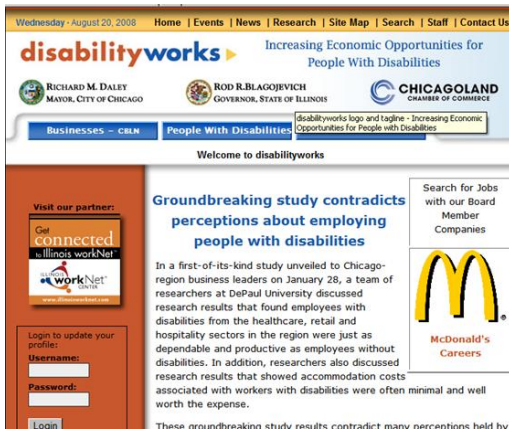 Wednesday - August 20, 2008 Home | Events | News | Research | Site Map | Search | Staff | Contact Us
disabilityworks
Increasing Economic Opportunities for
People With Disabilities
RICHARD M. DALEY
MAYOR, CITY OF CHICAGO
ROD R.BLAGOJEVICH
GOVERNOR, STATE OF ILLINOIS
CHICAGOLAND
CHAMBER OF COMMERCE
disabilityworks logo and tagline - Increasing Economic
Opportunities for People with Disabilities
Businesses - CBLN People With Disabilities
Welcome to disabilityworks
Visit our partner:
Get
connected
to Illinois workNet
ILLINOIS
workNet
CENTER
www.illinoisworknet.com
Login to update your
profile:
Username:
Password:
Login
Groundbreaking study contradicts
perceptions about employing
people with disabilities
In a first-of-its-kind study unveiled to Chicago-
region business leaders on January 28, a team of
researchers at DePaul University discussed
research results that found employees with
disabilities from the healthcare, retail and
hospitality sectors in the region were just as
dependable and productive as employees without
disabilities. In addition, researchers also discussed
research results that showed accommodation costs
associated with workers with disabilities were often minimal and well
worth the expense.
These groundbreaking study results contradict many perceptions held by
Search for Jobs
with our Board
Member
Companies
McDonald's
Careers